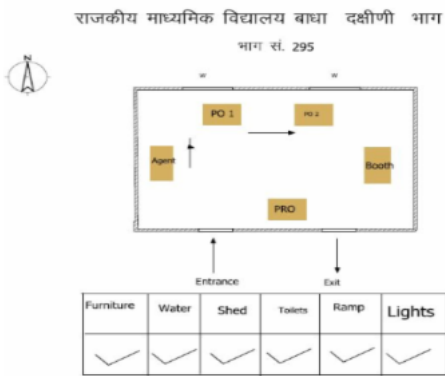 राजकीय माध्यमिक विद्यालय बाधा दक्षीणी भाग
भाग सं. 295
N
W W
PO 1 PO 2
Agent Booth
PRO
Entrance Exit
Furniture Water Shed Toilets Ramp Lights